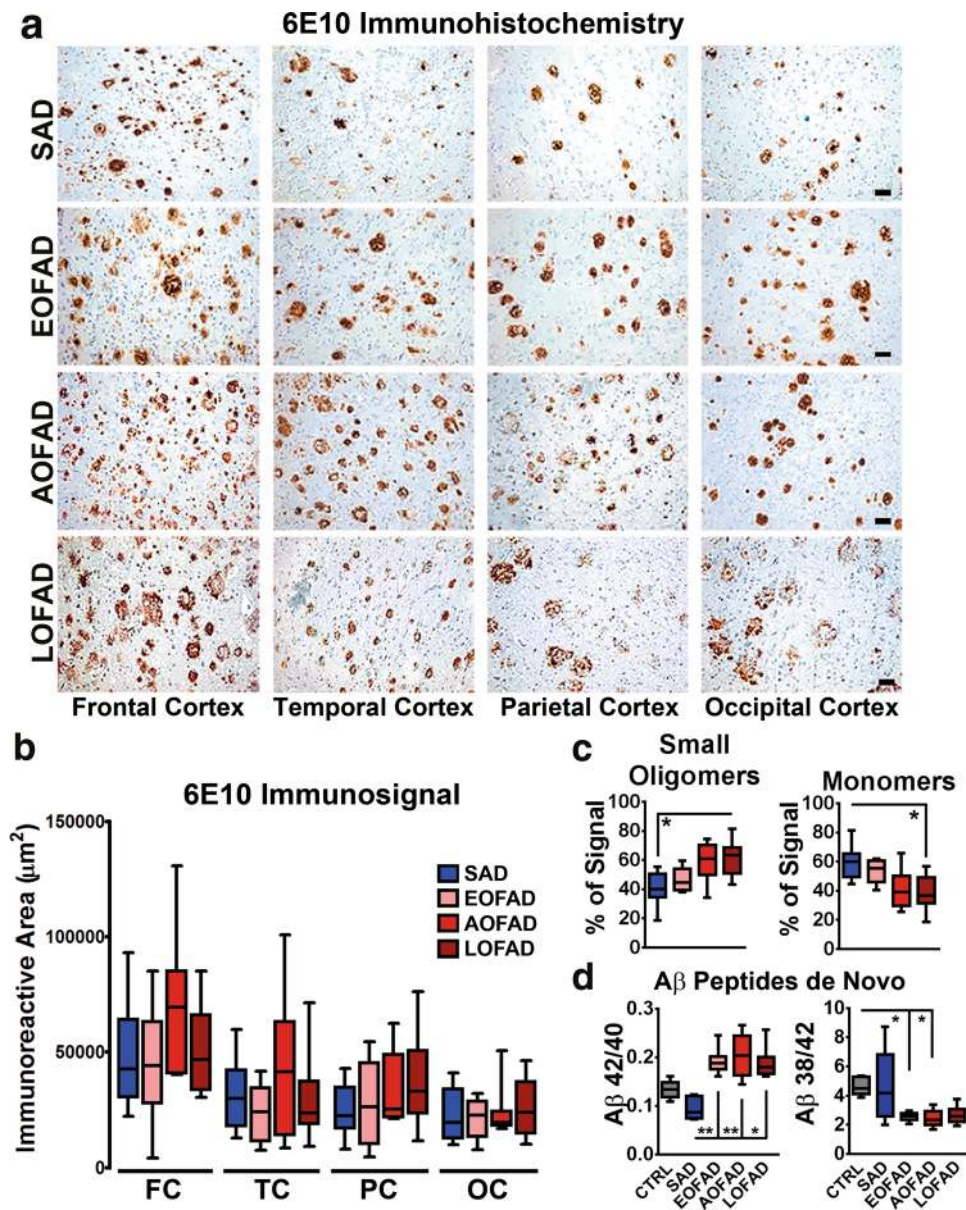 a
6E10 Immunohistochemistry
SAD
EOFAD
AOFAD
LOFAD
Frontal Cortex
Temporal Cortex
Parietal Cortex
Occipital Cortex
b
6E10 Immunosignal
Immunoreactive Area (μm²)
150000
100000
50000
0
SAD
EOFAD
AOFAD
LOFAD
FC
TC
PC
OC
c
Small
Oligomers
% of Signal
100
80
60
40
20
0
*
Monomers
% of Signal
100
80
60
40
20
0
*
d
Aβ Peptides de Novo
Aβ 42/40
0.3
0.2
0.1
0.0
** ** *
CTRL
SAD
EOFAD
AOFAD
LOFAD
Aβ 38/42
10
8
6
4
2
0
* *
CTRL
SAD
EOFAD
AOFAD
LOFAD